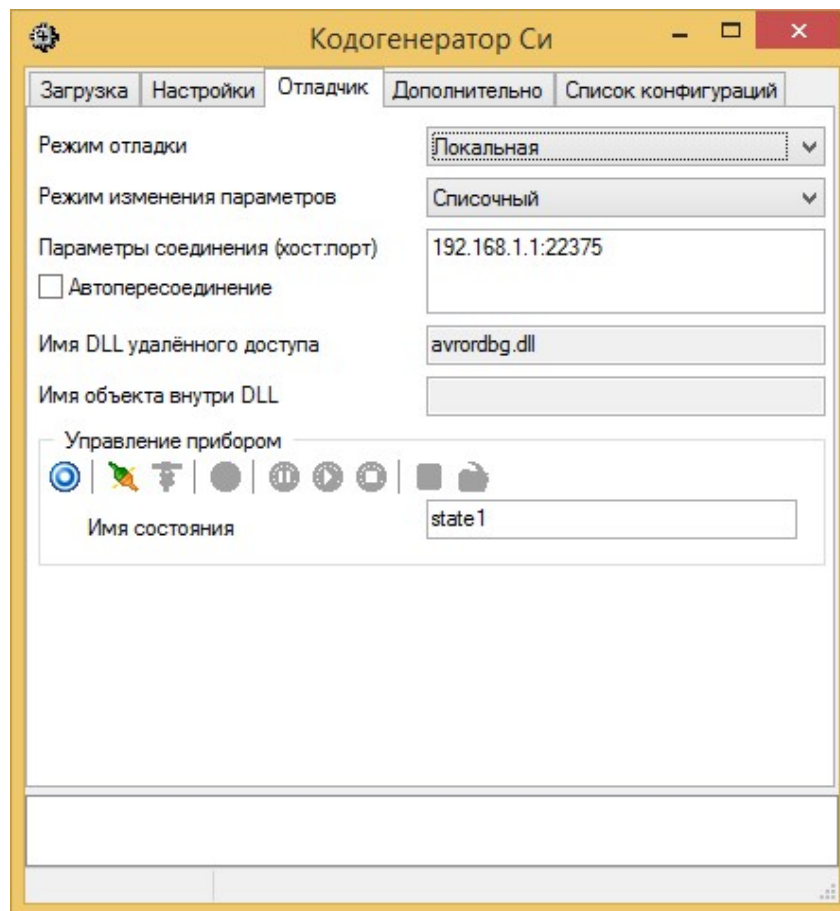 Кодогенератор Си
Загрузка Настройки Отладчик Дополнительно Список конфигураций
Режим отладки Локальная
Режим изменения параметров Списочный
Параметры соединения (хост:порт) 192.168.1.1:22375
Автопересоединение
Имя DLL удалённого доступа avrordbg.dll
Имя объекта внутри DLL
Управление прибором
Имя состояния state1